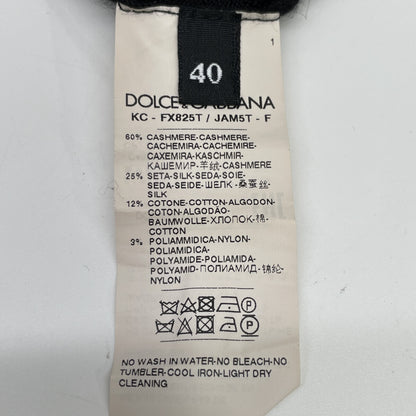 1
40
DOLCE & GABBANA
KC - FX825T / JAM5T - F
60% CASHMERE-CASHMERE
CACHEMIRA-CACHEMIRE
CAXEMIRA-KASCHMIR-
КАШЕМИР-羊绒-CASHMERE
25% SETA-SILK-SEDA-SOIE-
SEDA-SEIDE-ШЕЛК -桑蚕丝-
SILK
12% COTONE-COTTON-ALGODON-
COTON-ALGODÃO-
BAUMWOLLE-ХЛОПОК-棉-
COTTON
3% POLIAMMIDICA-NYLON-
POLIAMIDICA-
POLYAMIDE-POLIAMIDA-
POLYAMID-ПОЛИАМИД-锦纶-
NYLON
P
P
NO WASH IN WATER-NO BLEACH-NO
TUMBLER-COOL IRON-LIGHT DRY
CLEANING